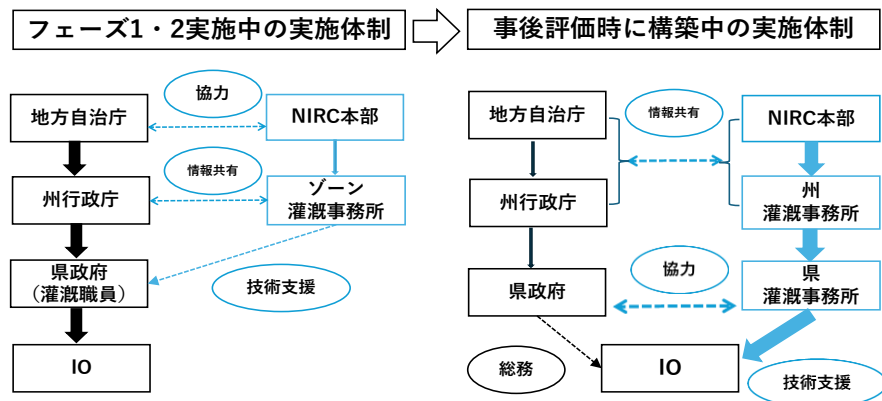 フェーズ1・2実施中の実施体制
地方自治庁
協力
NIRC本部
州行政庁
情報共有
ゾーン
灌漑事務所
県政府
（灌漑職員）
技術支援
IO
事後評価時に構築中の実施体制
地方自治庁
情報共有
NIRC本部
州行政庁
州
灌漑事務所
県政府
協力
県
灌漑事務所
総務
IO
技術支援